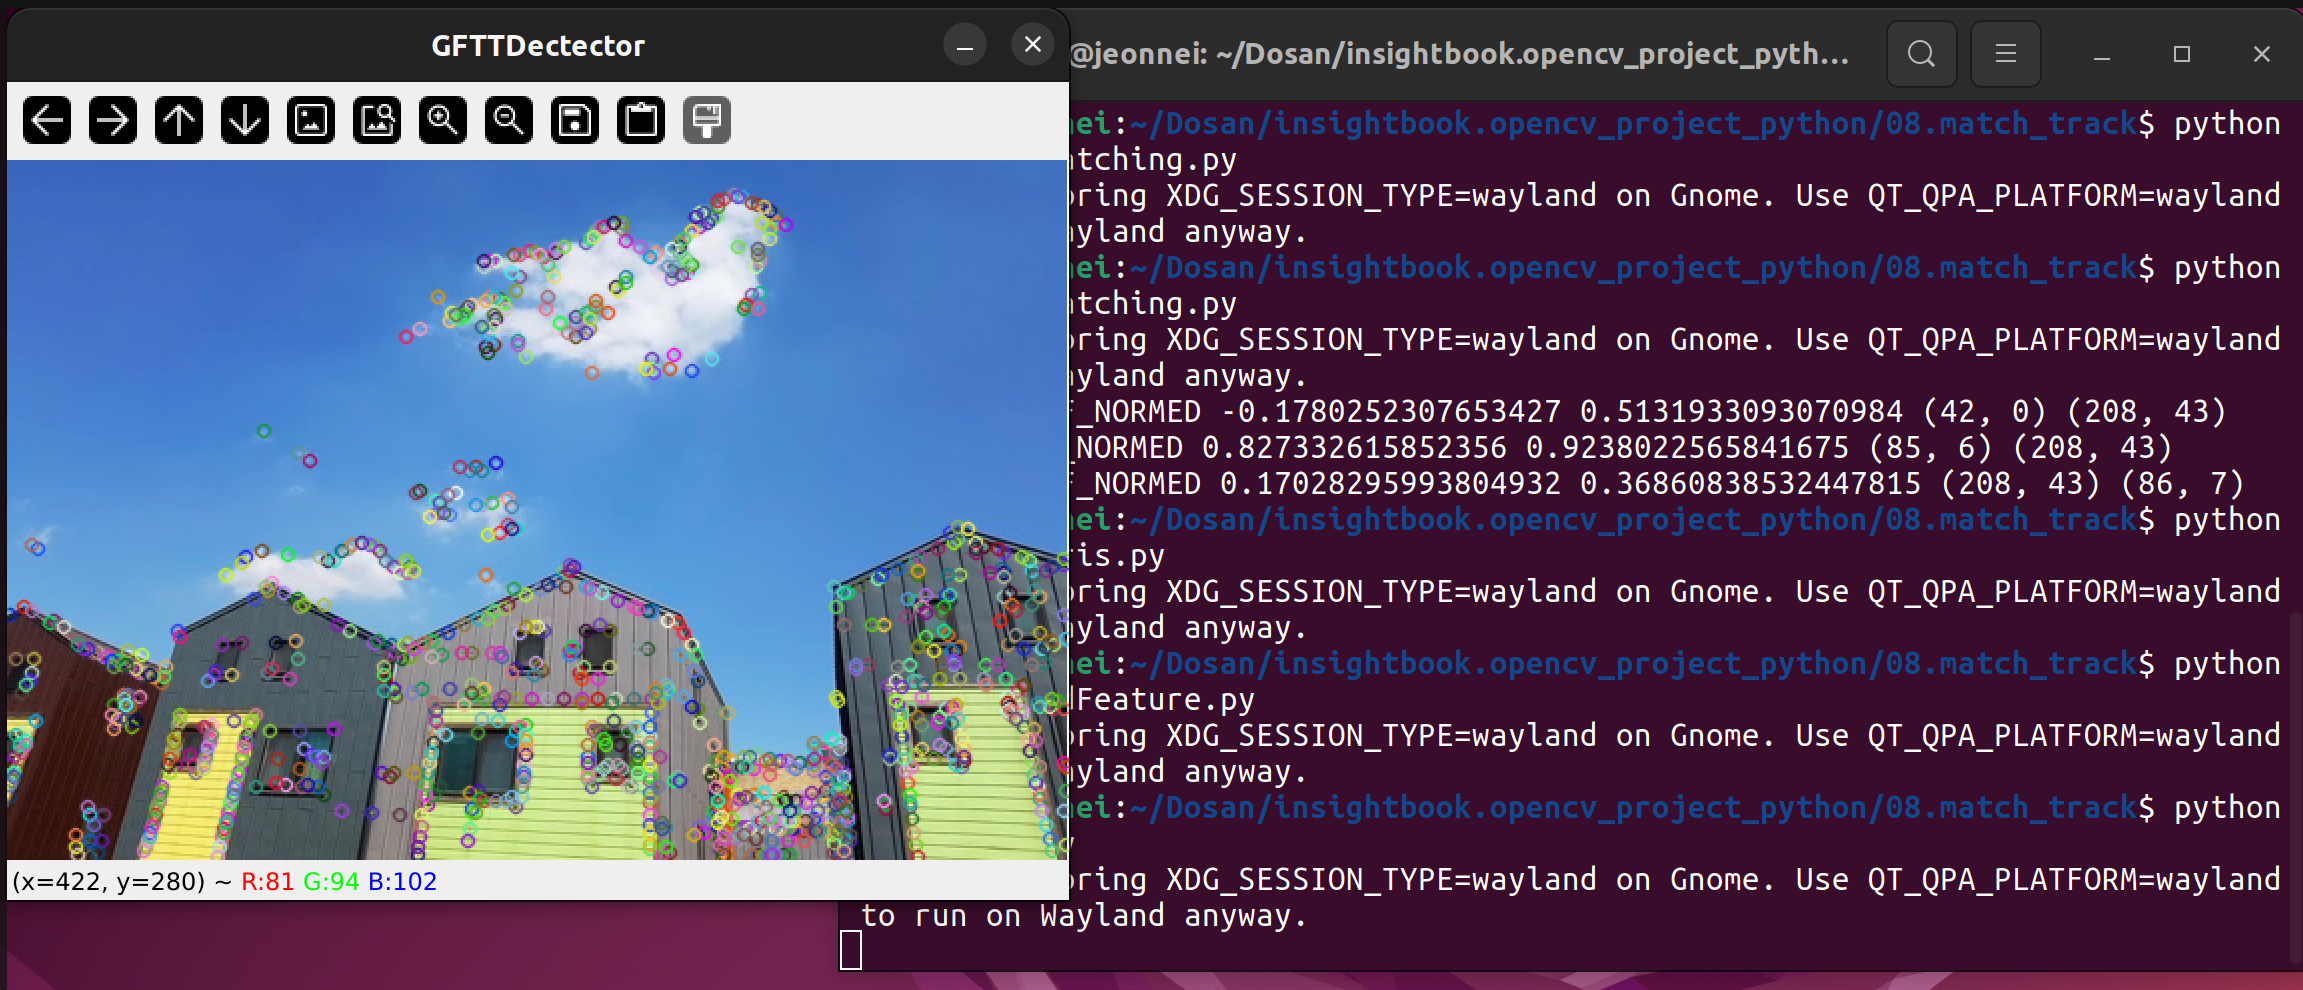 GFTTDectector
@jeonnei: ~/Dosan/insightbook.opencv_project_pyth...
(x=422, y=280) ~ R:81 G:94 B:102
ei:~/Dosan/insightbook.opencv_project_python/08.match_track$ python
tching.py
ring XDG_SESSION_TYPE=wayland on Gnome. Use QT_QPA_PLATFORM=wayland
yland anyway.
ei:~/Dosan/insightbook.opencv_project_python/08.match_track$ python
tching.py
ring XDG_SESSION_TYPE=wayland on Gnome. Use QT_QPA_PLATFORM=wayland
yland anyway.
_NORMED -0.1780252307653427 0.5131933093070984 (42, 0) (208, 43)
_NORMED 0.827332615852356 0.9238022565841675 (85, 6) (208, 43)
_NORMED 0.17028295993804932 0.36860838532447815 (208, 43) (86, 7)
ei:~/Dosan/insightbook.opencv_project_python/08.match_track$ python
ris.py
ring XDG_SESSION_TYPE=wayland on Gnome. Use QT_QPA_PLATFORM=wayland
yland anyway.
ei:~/Dosan/insightbook.opencv_project_python/08.match_track$ python
dFeature.py
ring XDG_SESSION_TYPE=wayland on Gnome. Use QT_QPA_PLATFORM=wayland
yland anyway.
ei:~/Dosan/insightbook.opencv_project_python/08.match_track$ python
ring XDG_SESSION_TYPE=wayland on Gnome. Use QT_QPA_PLATFORM=wayland
to run on Wayland anyway.